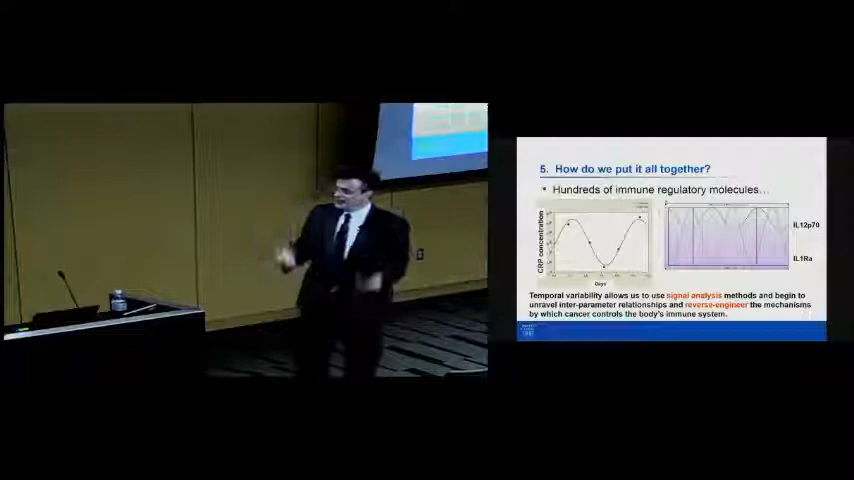 5. How do we put it all together?
• Hundreds of immune regulatory molecules…
CRP concentration
Days
IL12p70
IL1Ra
Temporal variability allows us to use signal analysis methods and begin to
unravel inter-parameter relationships and reverse-engineer the mechanisms
by which cancer controls the body's immune system.